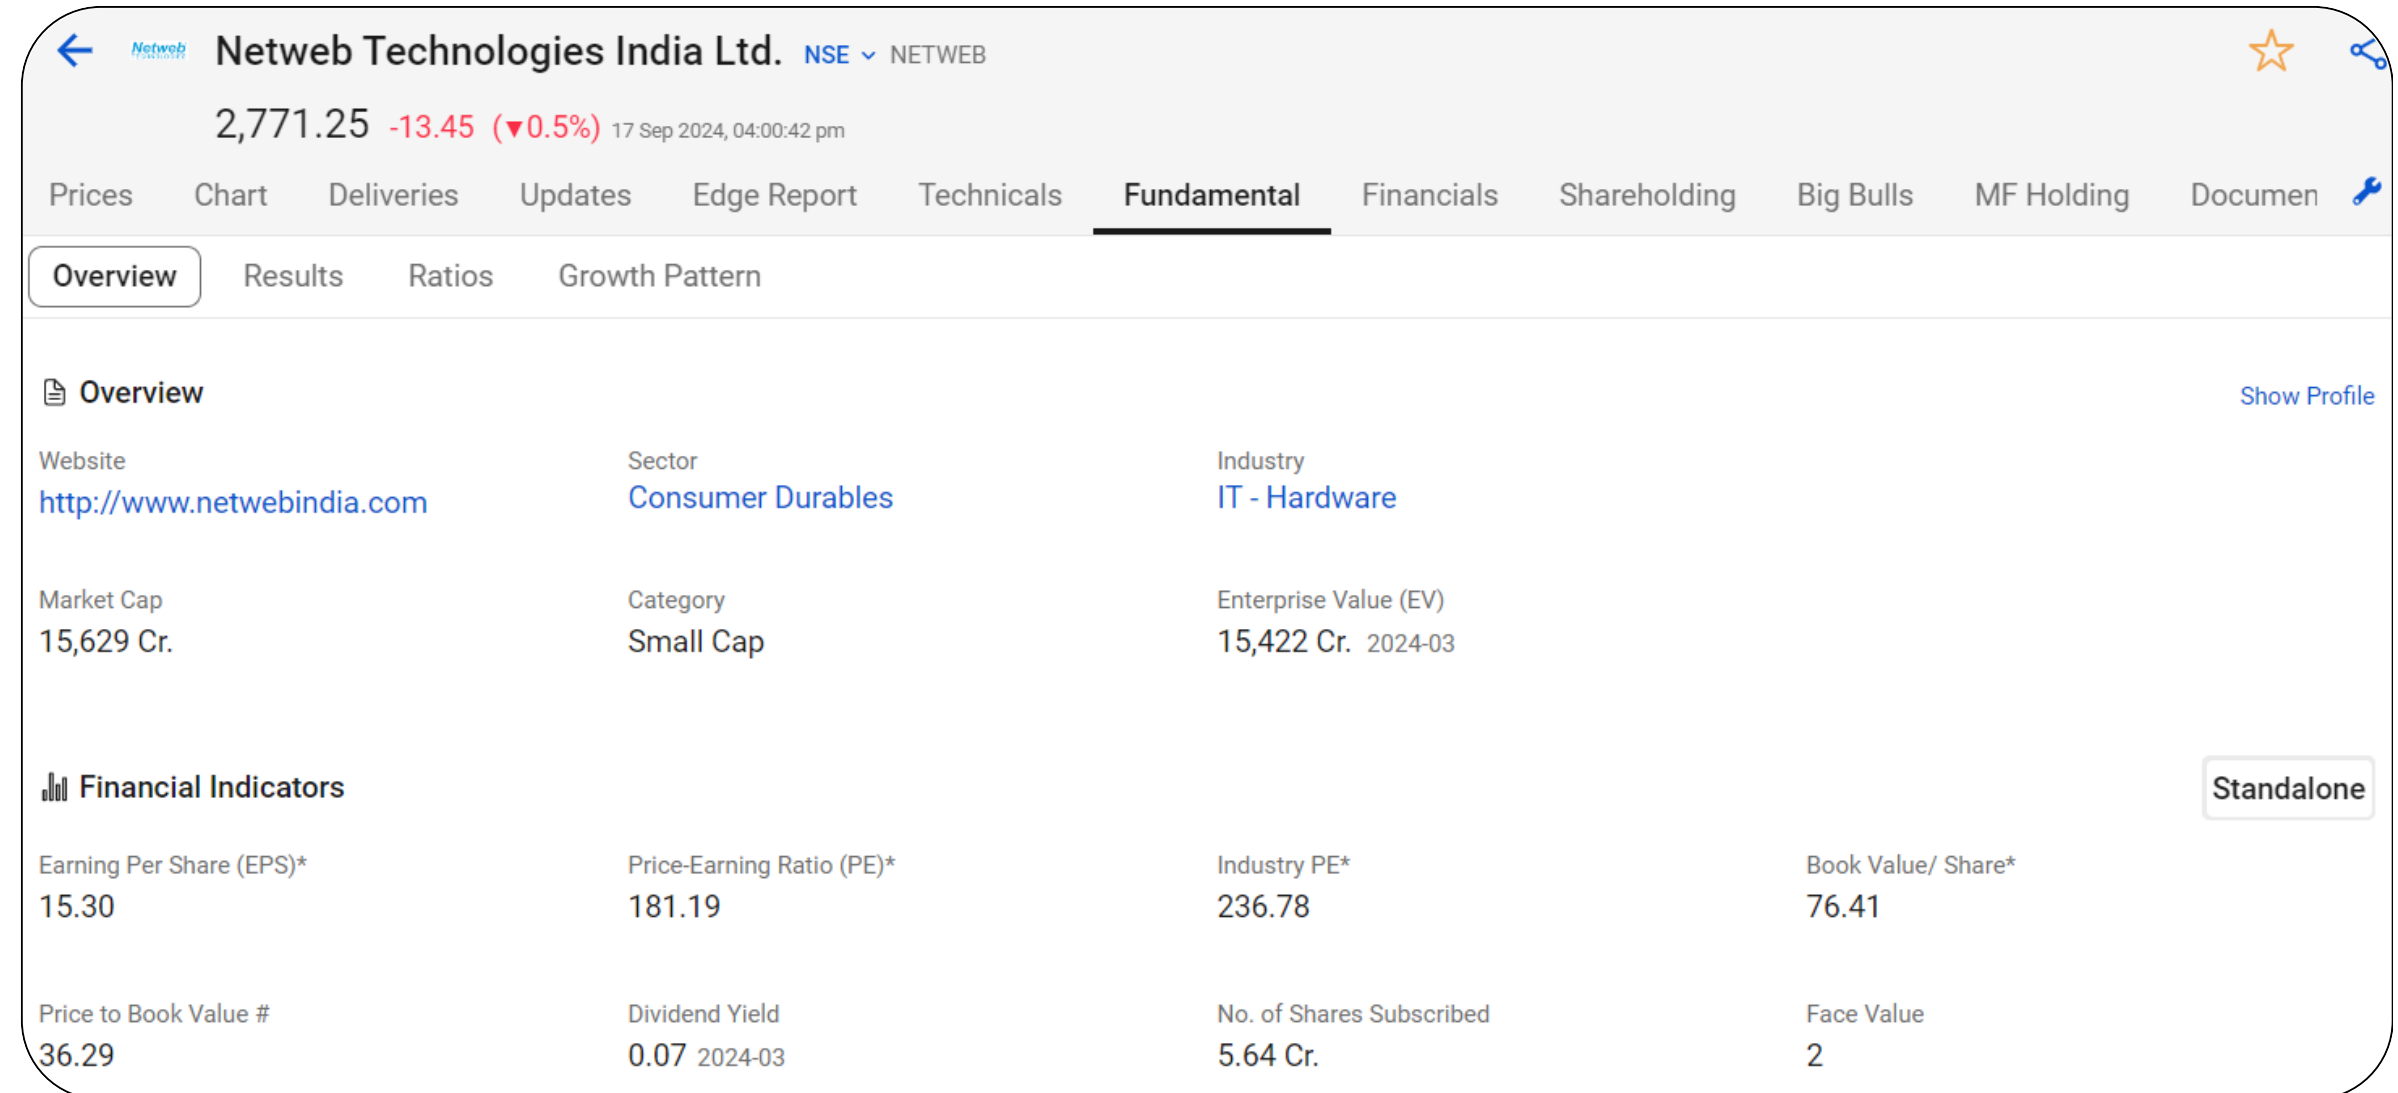 Netweb Netweb Technologies India Ltd. NSE NETWEB
2,771.25 -13.45 (▼0.5%) 17 Sep 2024, 04:00:42 pm
Prices Chart Deliveries Updates Edge Report Technicals Fundamental Financials Shareholding Big Bulls MF Holding Documen
Overview Results Ratios Growth Pattern
Overview Show Profile
Website Sector Industry
http://www.netwebindia.com Consumer Durables IT - Hardware
Market Cap Category Enterprise Value (EV)
15,629 Cr. Small Cap 15,422 Cr. 2024-03
Financial Indicators Standalone
Earning Per Share (EPS)* Price-Earning Ratio (PE)* Industry PE* Book Value/ Share*
15.30 181.19 236.78 76.41
Price to Book Value # Dividend Yield No. of Shares Subscribed Face Value
36.29 0.07 2024-03 5.64 Cr. 2